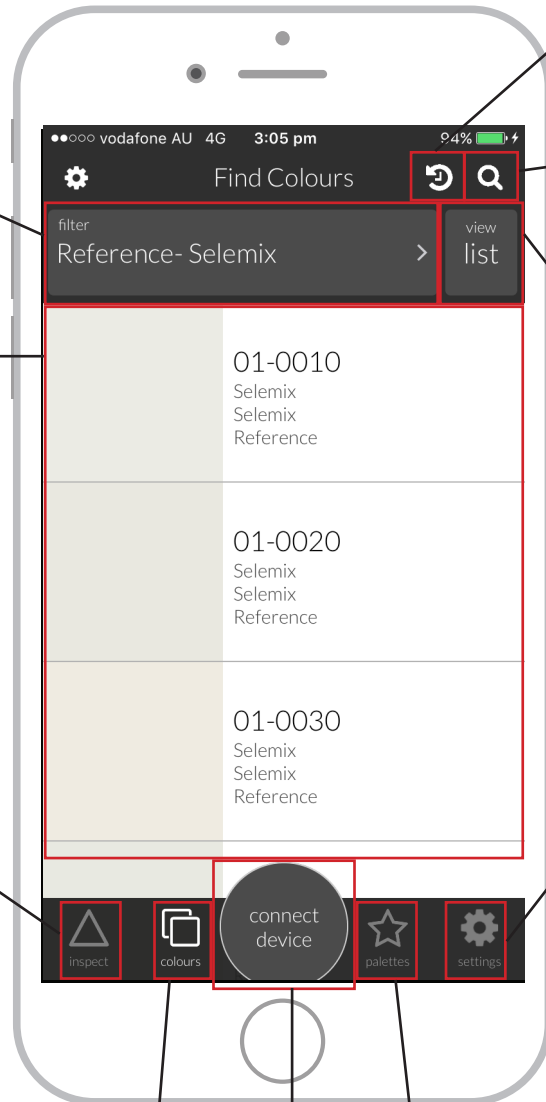 vodafone AU 4G 3:05 pm 94%
Find Colours
filter
Reference- Selemix
view
list
01-0010
Selemix
Selemix
Reference
01-0020
Selemix
Selemix
Reference
01-0030
Selemix
Selemix
Reference
inspect
colours
connect
device
palettes
settings